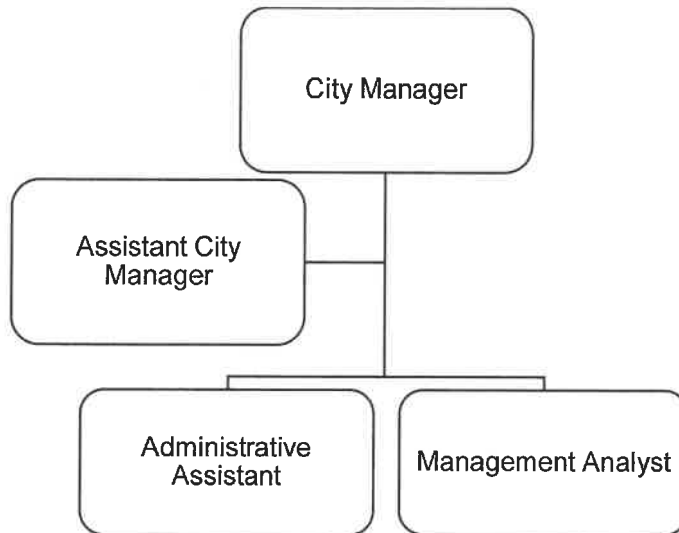 City Manager
Assistant City
Manager
Administrative
Assistant
Management Analyst